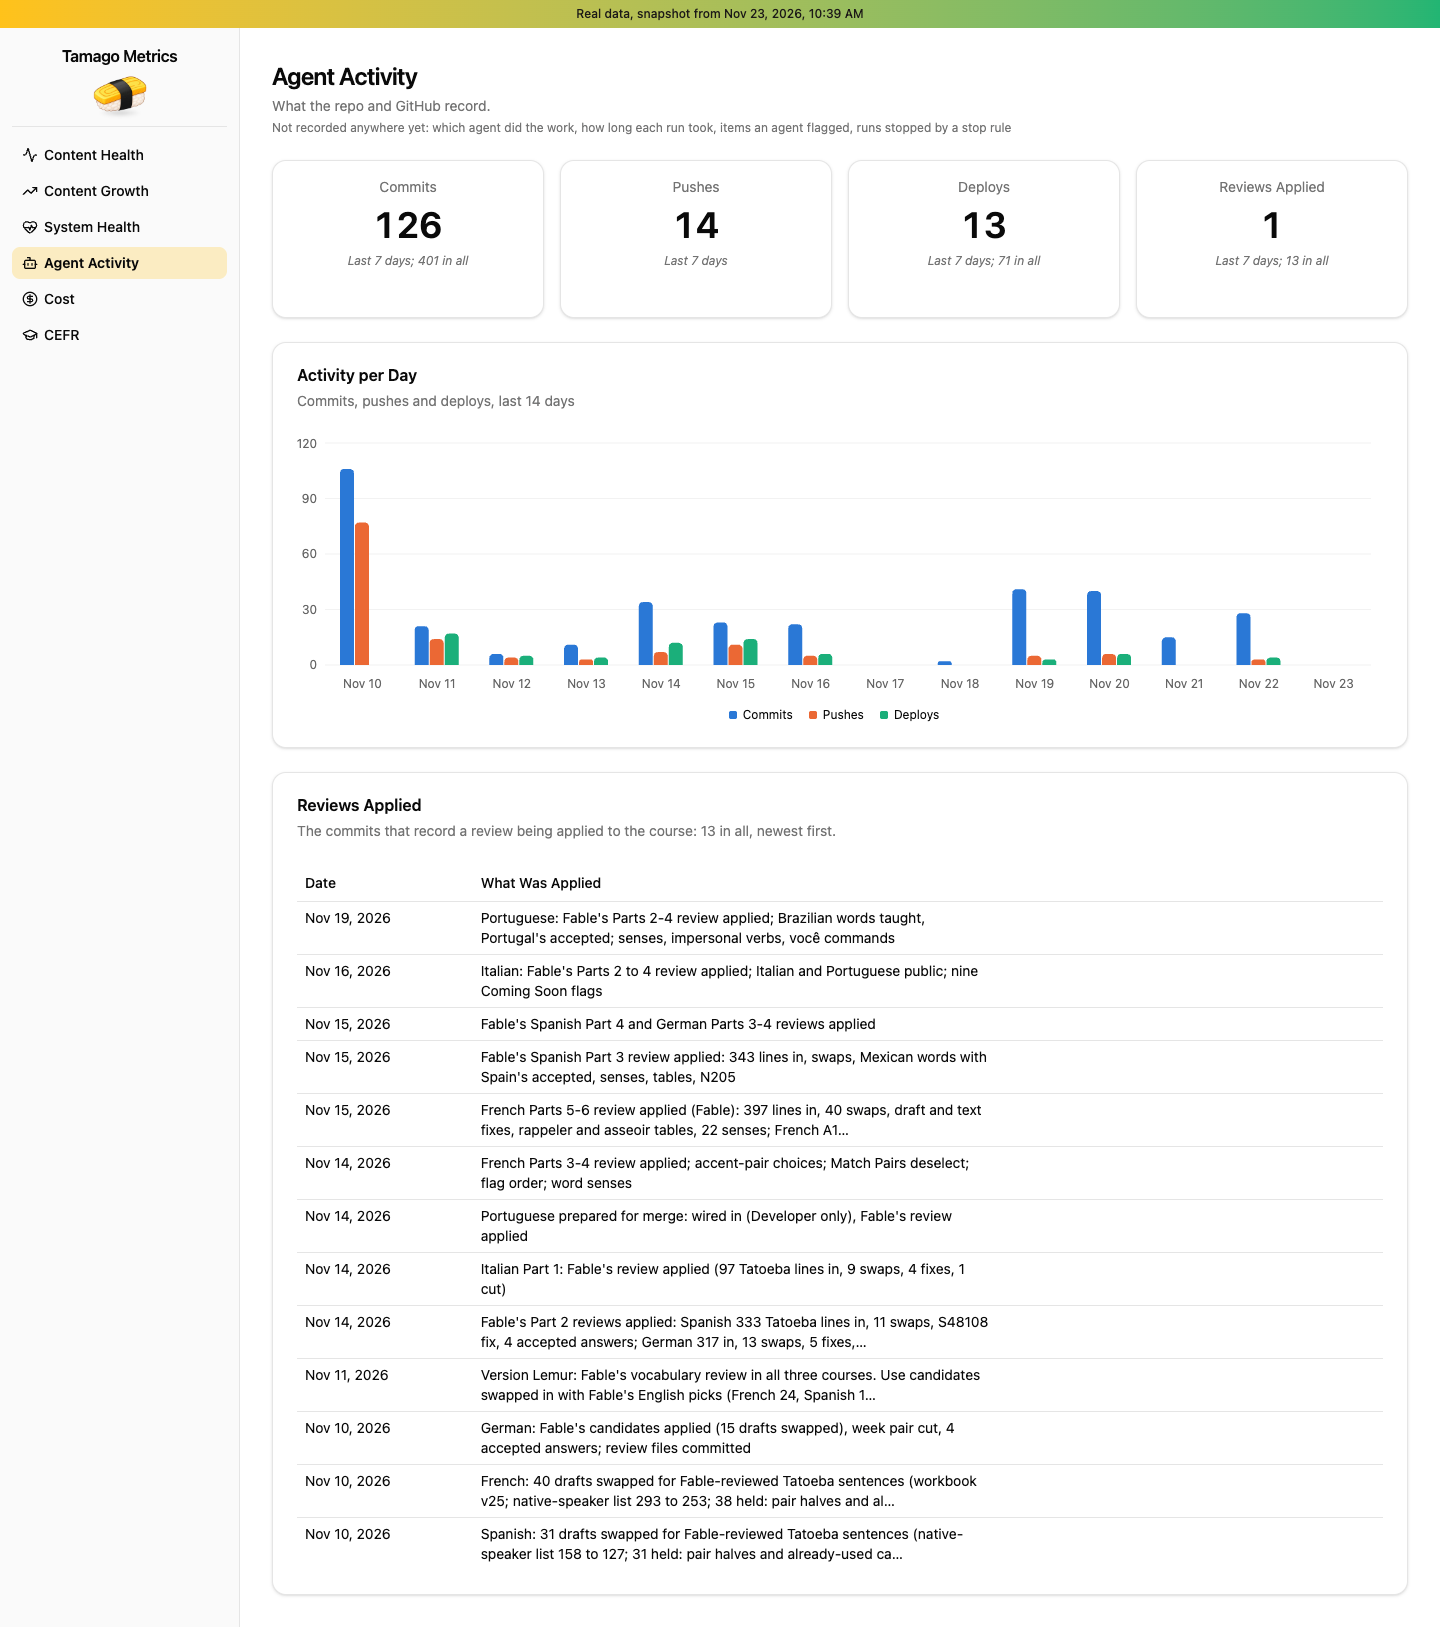 Real data, snapshot from Nov 23, 2026, 10:39 AM
Tamago Metrics
Content Health
Content Growth
System Health
Agent Activity
Cost
CEFR
Agent Activity
What the repo and GitHub record.
Not recorded anywhere yet: which agent did the work, how long each run took, items an agent flagged, runs stopped by a stop rule
Commits
126
Last 7 days; 401 in all
Pushes
14
Last 7 days
Deploys
13
Last 7 days; 71 in all
Reviews Applied
1
Last 7 days; 13 in all
Activity per Day
Commits, pushes and deploys, last 14 days
120
90
60
30
0
Nov 10 Nov 11 Nov 12 Nov 13 Nov 14 Nov 15 Nov 16 Nov 17 Nov 18 Nov 19 Nov 20 Nov 21 Nov 22 Nov 23
Commits Pushes Deploys
Reviews Applied
The commits that record a review being applied to the course: 13 in all, newest first.
Date What Was Applied
Nov 19, 2026 Portuguese: Fable's Parts 2-4 review applied; Brazilian words taught,
Portugal's accepted; senses, impersonal verbs, você commands
Nov 16, 2026 Italian: Fable's Parts 2 to 4 review applied; Italian and Portuguese public; nine
Coming Soon flags
Nov 15, 2026 Fable's Spanish Part 4 and German Parts 3-4 reviews applied
Nov 15, 2026 Fable's Spanish Part 3 review applied: 343 lines in, swaps, Mexican words with
Spain's accepted, senses, tables, N205
Nov 15, 2026 French Parts 5-6 review applied (Fable): 397 lines in, 40 swaps, draft and text
fixes, rappeler and asseoir tables, 22 senses; French A1...
Nov 14, 2026 French Parts 3-4 review applied; accent-pair choices; Match Pairs deselect;
flag order; word senses
Nov 14, 2026 Portuguese prepared for merge: wired in (Developer only), Fable's review
applied
Nov 14, 2026 Italian Part 1: Fable's review applied (97 Tatoeba lines in, 9 swaps, 4 fixes, 1
cut)
Nov 14, 2026 Fable's Part 2 reviews applied: Spanish 333 Tatoeba lines in, 11 swaps, S48108
fix, 4 accepted answers; German 317 in, 13 swaps, 5 fixes,...
Nov 11, 2026 Version Lemur: Fable's vocabulary review in all three courses. Use candidates
swapped in with Fable's English picks (French 24, Spanish 1...
Nov 10, 2026 German: Fable's candidates applied (15 drafts swapped), week pair cut, 4
accepted answers; review files committed
Nov 10, 2026 French: 40 drafts swapped for Fable-reviewed Tatoeba sentences (workbook
v25; native-speaker list 293 to 253; 38 held: pair halves and al...
Nov 10, 2026 Spanish: 31 drafts swapped for Fable-reviewed Tatoeba sentences (native-
speaker list 158 to 127; 31 held: pair halves and already-used ca...